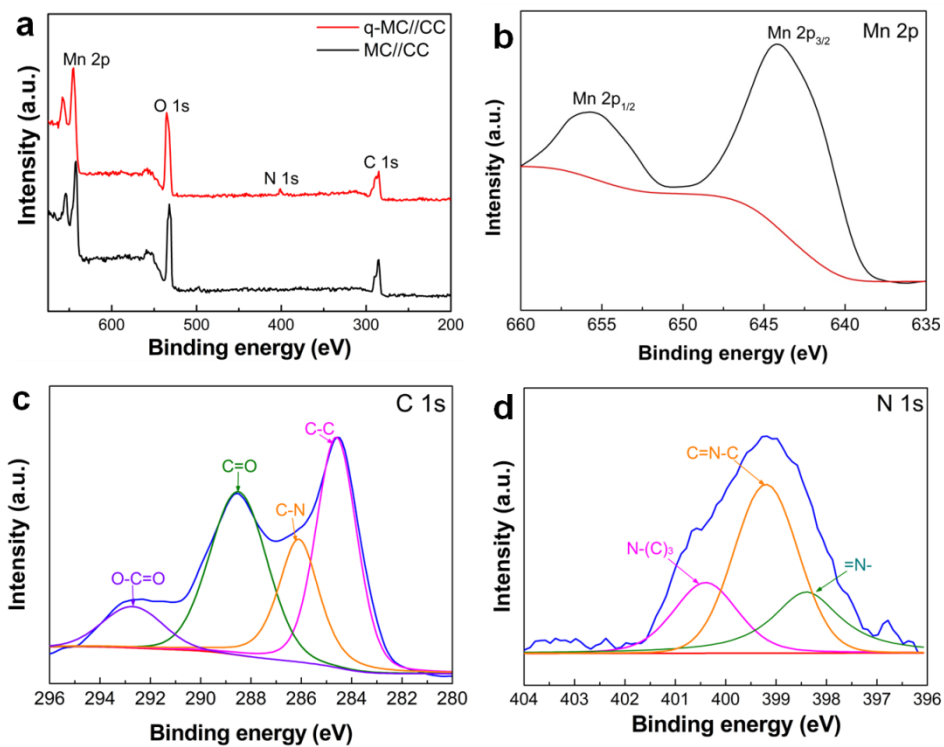 a
q-MC//CC
MC//CC
Mn 2p
O 1s
N 1s
C 1s
Intensity (a.u.)
600 500 400 300 200
Binding energy (eV)
b
Mn 2p
Mn 2p3/2
Mn 2p1/2
Intensity (a.u.)
660 655 650 645 640 635
Binding energy (eV)
c
C 1s
C-C
C=O
C-N
O-C=O
Intensity (a.u.)
296 294 292 290 288 286 284 282 280
Binding energy (eV)
d
N 1s
C=N-C
N-(C)3
=N-
Intensity (a.u.)
404 403 402 401 400 399 398 397 396
Binding energy (eV)